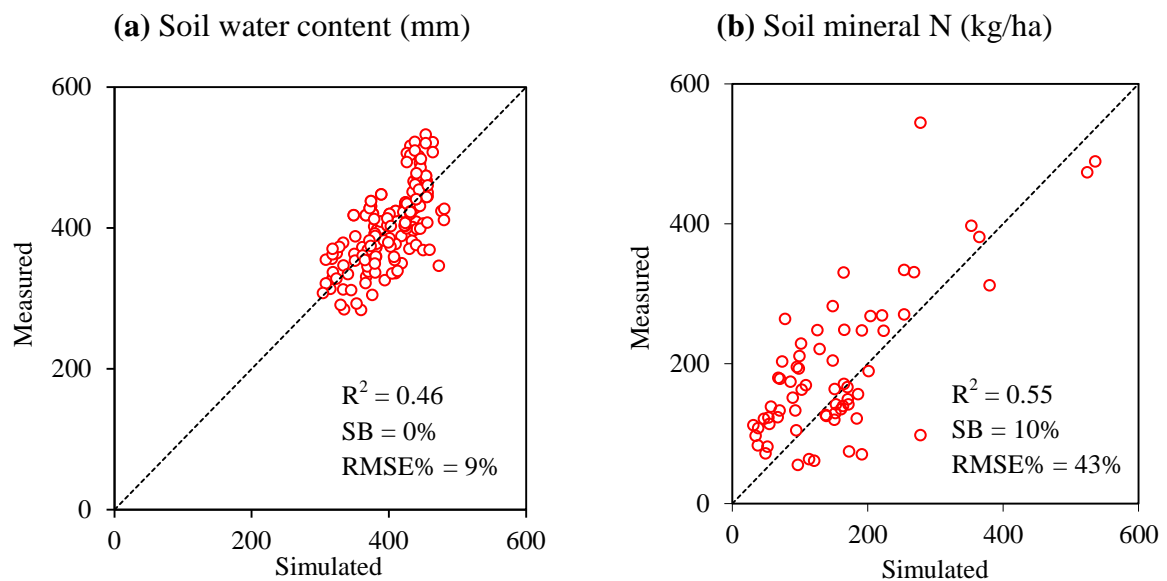 (a) Soil water content (mm)
600
400
200
0
Measured
R² = 0.46
SB = 0%
RMSE% = 9%
0 200 400 600
Simulated
(b) Soil mineral N (kg/ha)
600
400
200
0
Measured
R² = 0.55
SB = 10%
RMSE% = 43%
0 200 400 600
Simulated